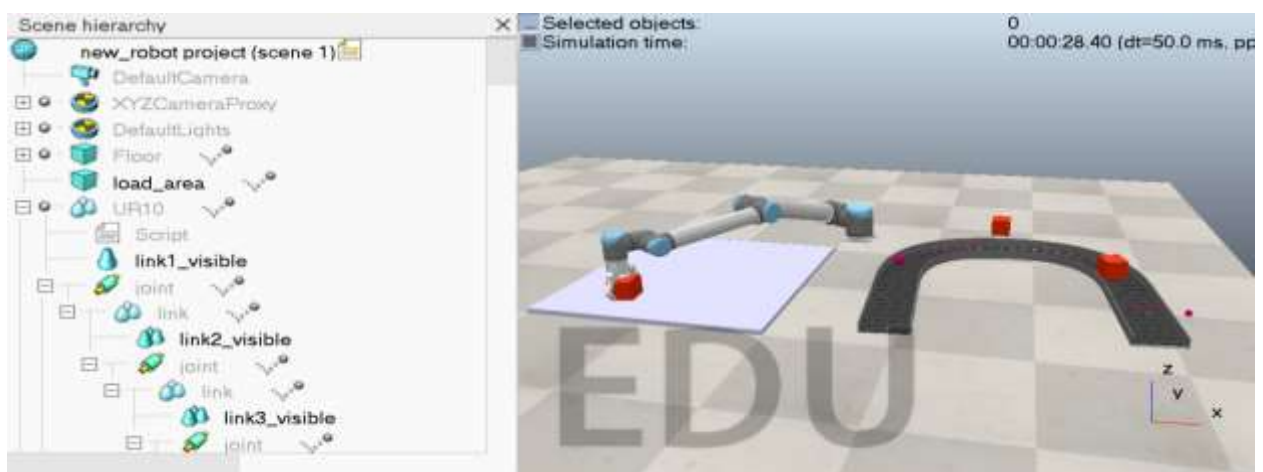 Scene hierarchy
new_robot project (scene 1)
DefaultCamera
XYZCameraProxy
DefaultLights
Floor
load_area
UR10
Script
link1_visible
joint
link
link2_visible
joint
link
link3_visible
joint
Selected objects: 0
Simulation time: 00:00:28.40 (dt=50.0 ms, pp
EDU
z
y
x